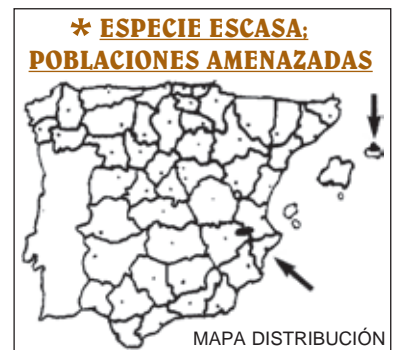 * ESPECIE ESCASA;
POBLACIONES AMENAZADAS
MAPA DISTRIBUCIÓN